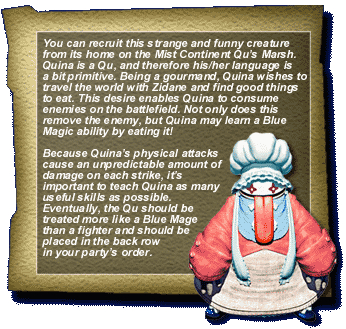 You can recruit this strange and funny creature
from its home on the Mist Continent Qu's Marsh.
Quina is a Qu, and therefore his/her language is
a bit primitive. Being a gourmand, Quina wishes to
travel the world with Zidane and find good things
to eat. This desire enables Quina to consume
enemies on the battlefield. Not only does this
remove the enemy, but Quina may learn a Blue
Magic ability by eating it!
Because Quina's physical attacks
cause an unpredictable amount of
damage on each strike, it's
important to teach Quina as many
useful skills as possible.
Eventually, the Qu should be
treated more like a Blue Mage
than a fighter and should be
placed in the back row
in your party's order.